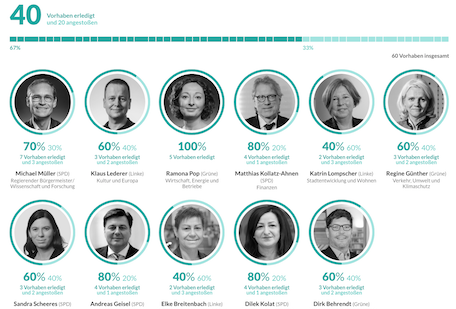 40 Vorhaben erledigt
und 20 angestoßen
67% 33%
60 Vorhaben insgesamt
70% 30%
7 Vorhaben erledigt
und 3 angestoßen
Michael Müller (SPD)
Regierender Bürgermeister/
Wissenschaft und Forschung
60% 40%
3 Vorhaben erledigt
und 2 angestoßen
Klaus Lederer (Linke)
Kultur und Europa
100%
5 Vorhaben erledigt
Ramona Pop (Grüne)
Wirtschaft, Energie und
Betriebe
80% 20%
4 Vorhaben erledigt
und 1 angestoßen
Matthias Kollatz-Ahnen
(SPD)
Finanzen
40% 60%
2 Vorhaben erledigt
und 3 angestoßen
Katrin Lompscher (Linke)
Stadtentwicklung und Wohnen
60% 40%
3 Vorhaben erledigt
und 2 angestoßen
Regine Günther (Grüne)
Verkehr, Umwelt und
Klimaschutz
60% 40%
3 Vorhaben erledigt
und 2 angestoßen
Sandra Scheeres (SPD)
80% 20%
4 Vorhaben erledigt
und 1 angestoßen
Andreas Geisel (SPD)
40% 60%
2 Vorhaben erledigt
und 3 angestoßen
Elke Breitenbach (Linke)
80% 20%
4 Vorhaben erledigt
und 1 angestoßen
Dilek Kolat (SPD)
60% 40%
3 Vorhaben erledigt
und 2 angestoßen
Dirk Behrendt (Grüne)